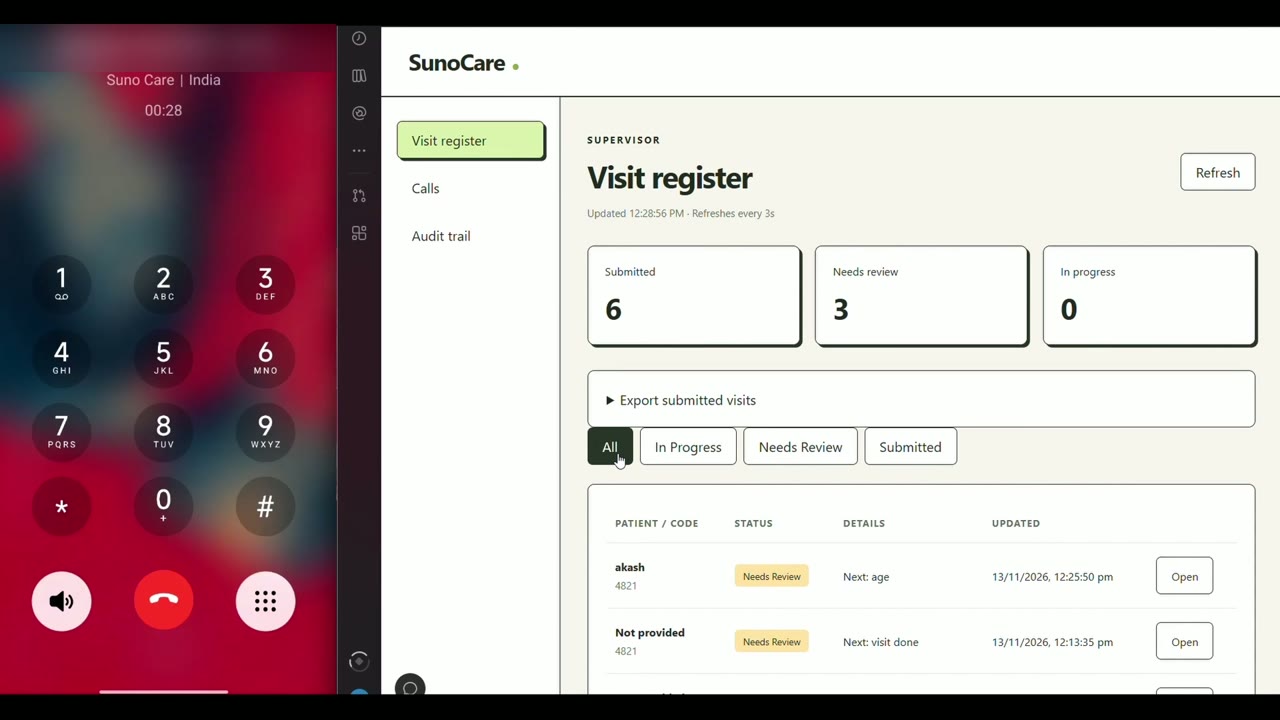 Suno Care | India
00:28
1
2 ABC
3 DEF
4 GHI
5 JKL
6 MNO
7 PQRS
8 TUV
9 WXYZ
*
0 +
#
SunoCare
Visit register
Calls
Audit trail
SUPERVISOR
Visit register
Refresh
Updated 12:28:56 PM · Refreshes every 3s
Submitted
6
Needs review
3
In progress
0
Export submitted visits
All
In Progress
Needs Review
Submitted
PATIENT / CODE STATUS DETAILS UPDATED
akash
4821
Needs Review
Next: age
13/11/2026, 12:25:50 pm
Open
Not provided
4821
Needs Review
Next: visit done
13/11/2026, 12:13:35 pm
Open